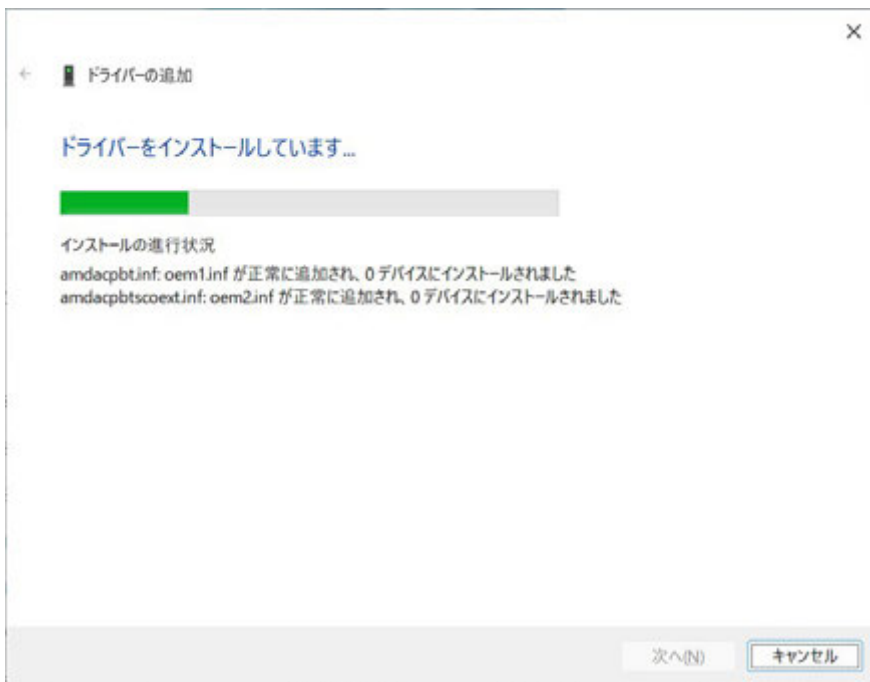 ドライバーの追加
ドライバーをインストールしています...
インストールの進行状況
amdacpbt.inf: oem1.inf が正常に追加され、0 デバイスにインストールされました
amdacpbtscoext.inf: oem2.inf が正常に追加され、0 デバイスにインストールされました
次へ(N)
キャンセル